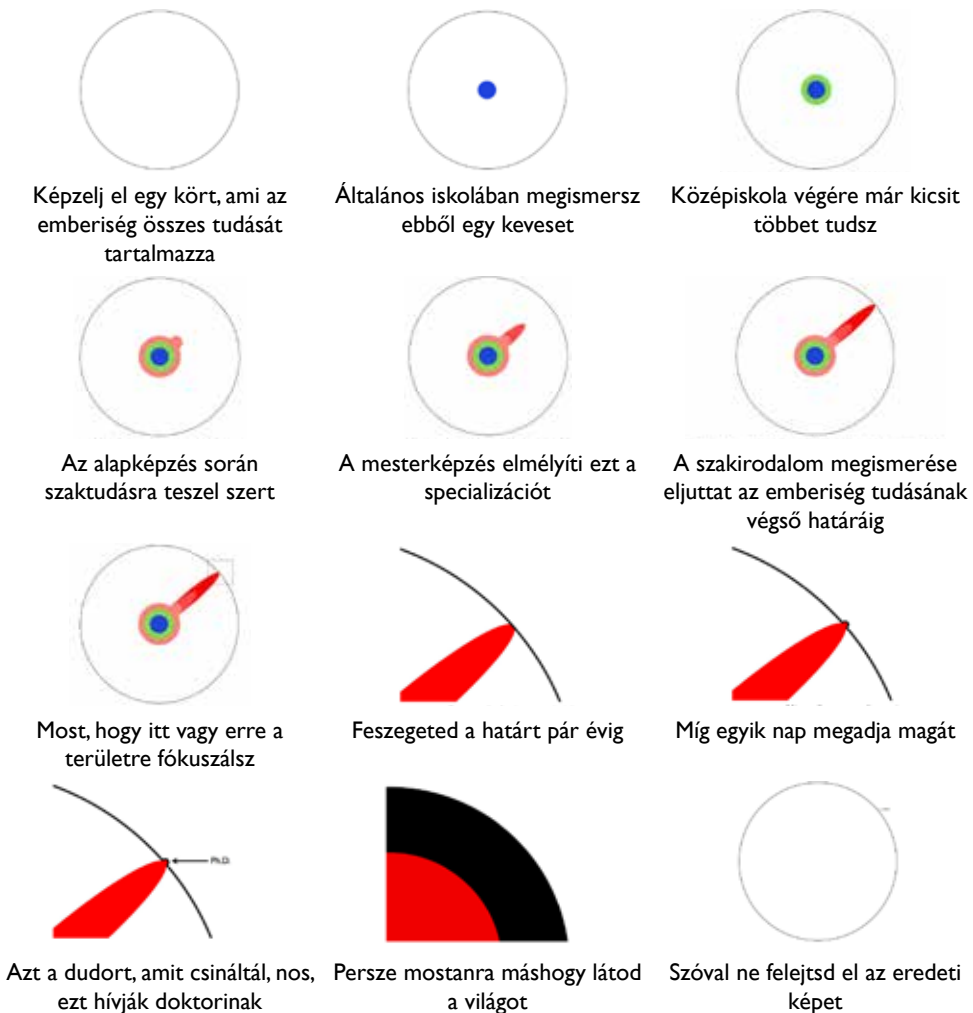 Képzelj el egy kört, ami az
emberiség összes tudását
tartalmazza
Általános iskolában megismersz
ebből egy keveset
Középiskola végére már kicsit
többet tudsz
Az alapképzés során
szaktudásra teszel szert
A mesterképzés elmélyíti ezt a
specializációt
A szakirodalom megismerése
eljuttat az emberiség tudásának
végső határáig
Most, hogy itt vagy erre a
területre fókuszálsz
Feszegeted a határt pár évig
Míg egyik nap megadja magát
Ph.D.
Azt a dudort, amit csináltál, nos,
ezt hívják doktorinak
Persze mostanra máshogy látod
a világot
Szóval ne felejtsd el az eredeti
képet